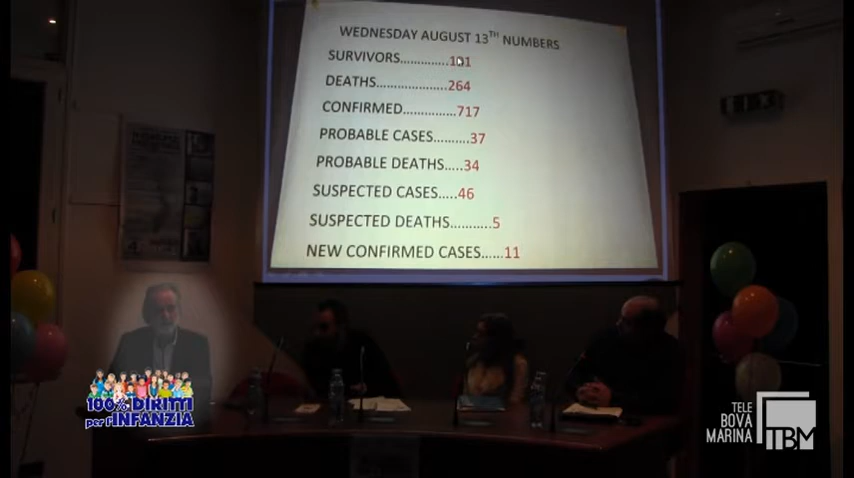 WEDNESDAY AUGUST 13TH NUMBERS
SURVIVORS..............
DEATHS....................264
CONFIRMED...............717
PROBABLE CASES..........37
PROBABLE DEATHS.....34
SUSPECTED CASES.....46
SUSPECTED DEATHS...........5
NEW CONFIRMED CASES......11
100% DIRITTI
per l'INFANZIA
TELE
BOVA
MARINA
TBM